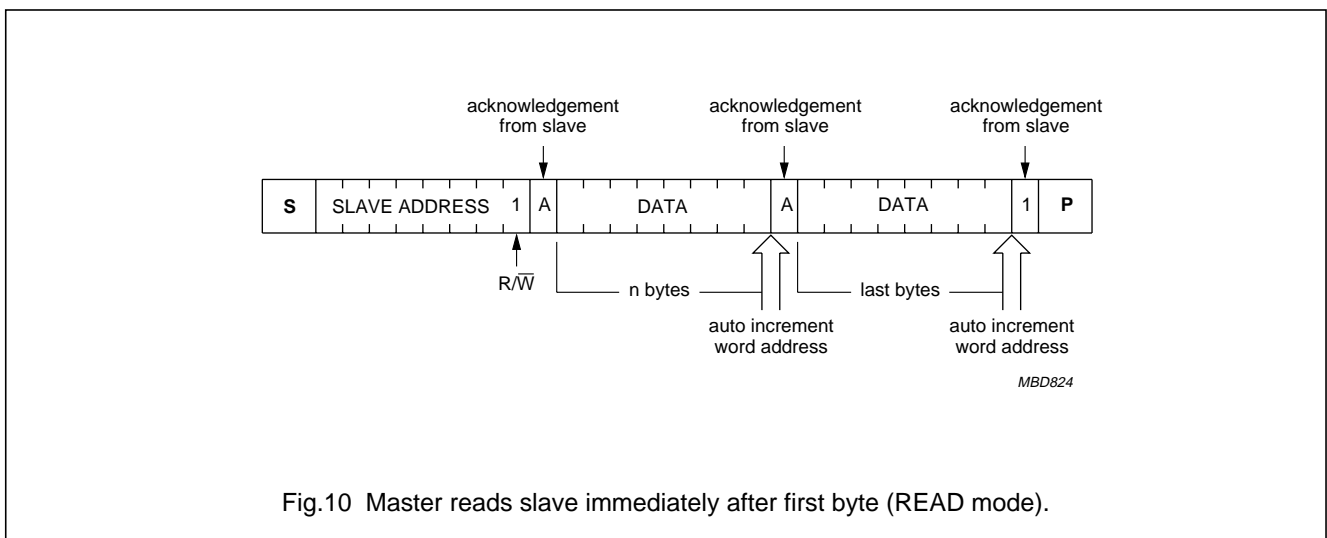 acknowledgement
from slave
acknowledgement
from slave
acknowledgement
from slave
S SLAVE ADDRESS 1 A DATA A DATA 1 P
R/W̅
n bytes
last bytes
auto increment
word address
auto increment
word address
MBD824
Fig.10 Master reads slave immediately after first byte (READ mode).